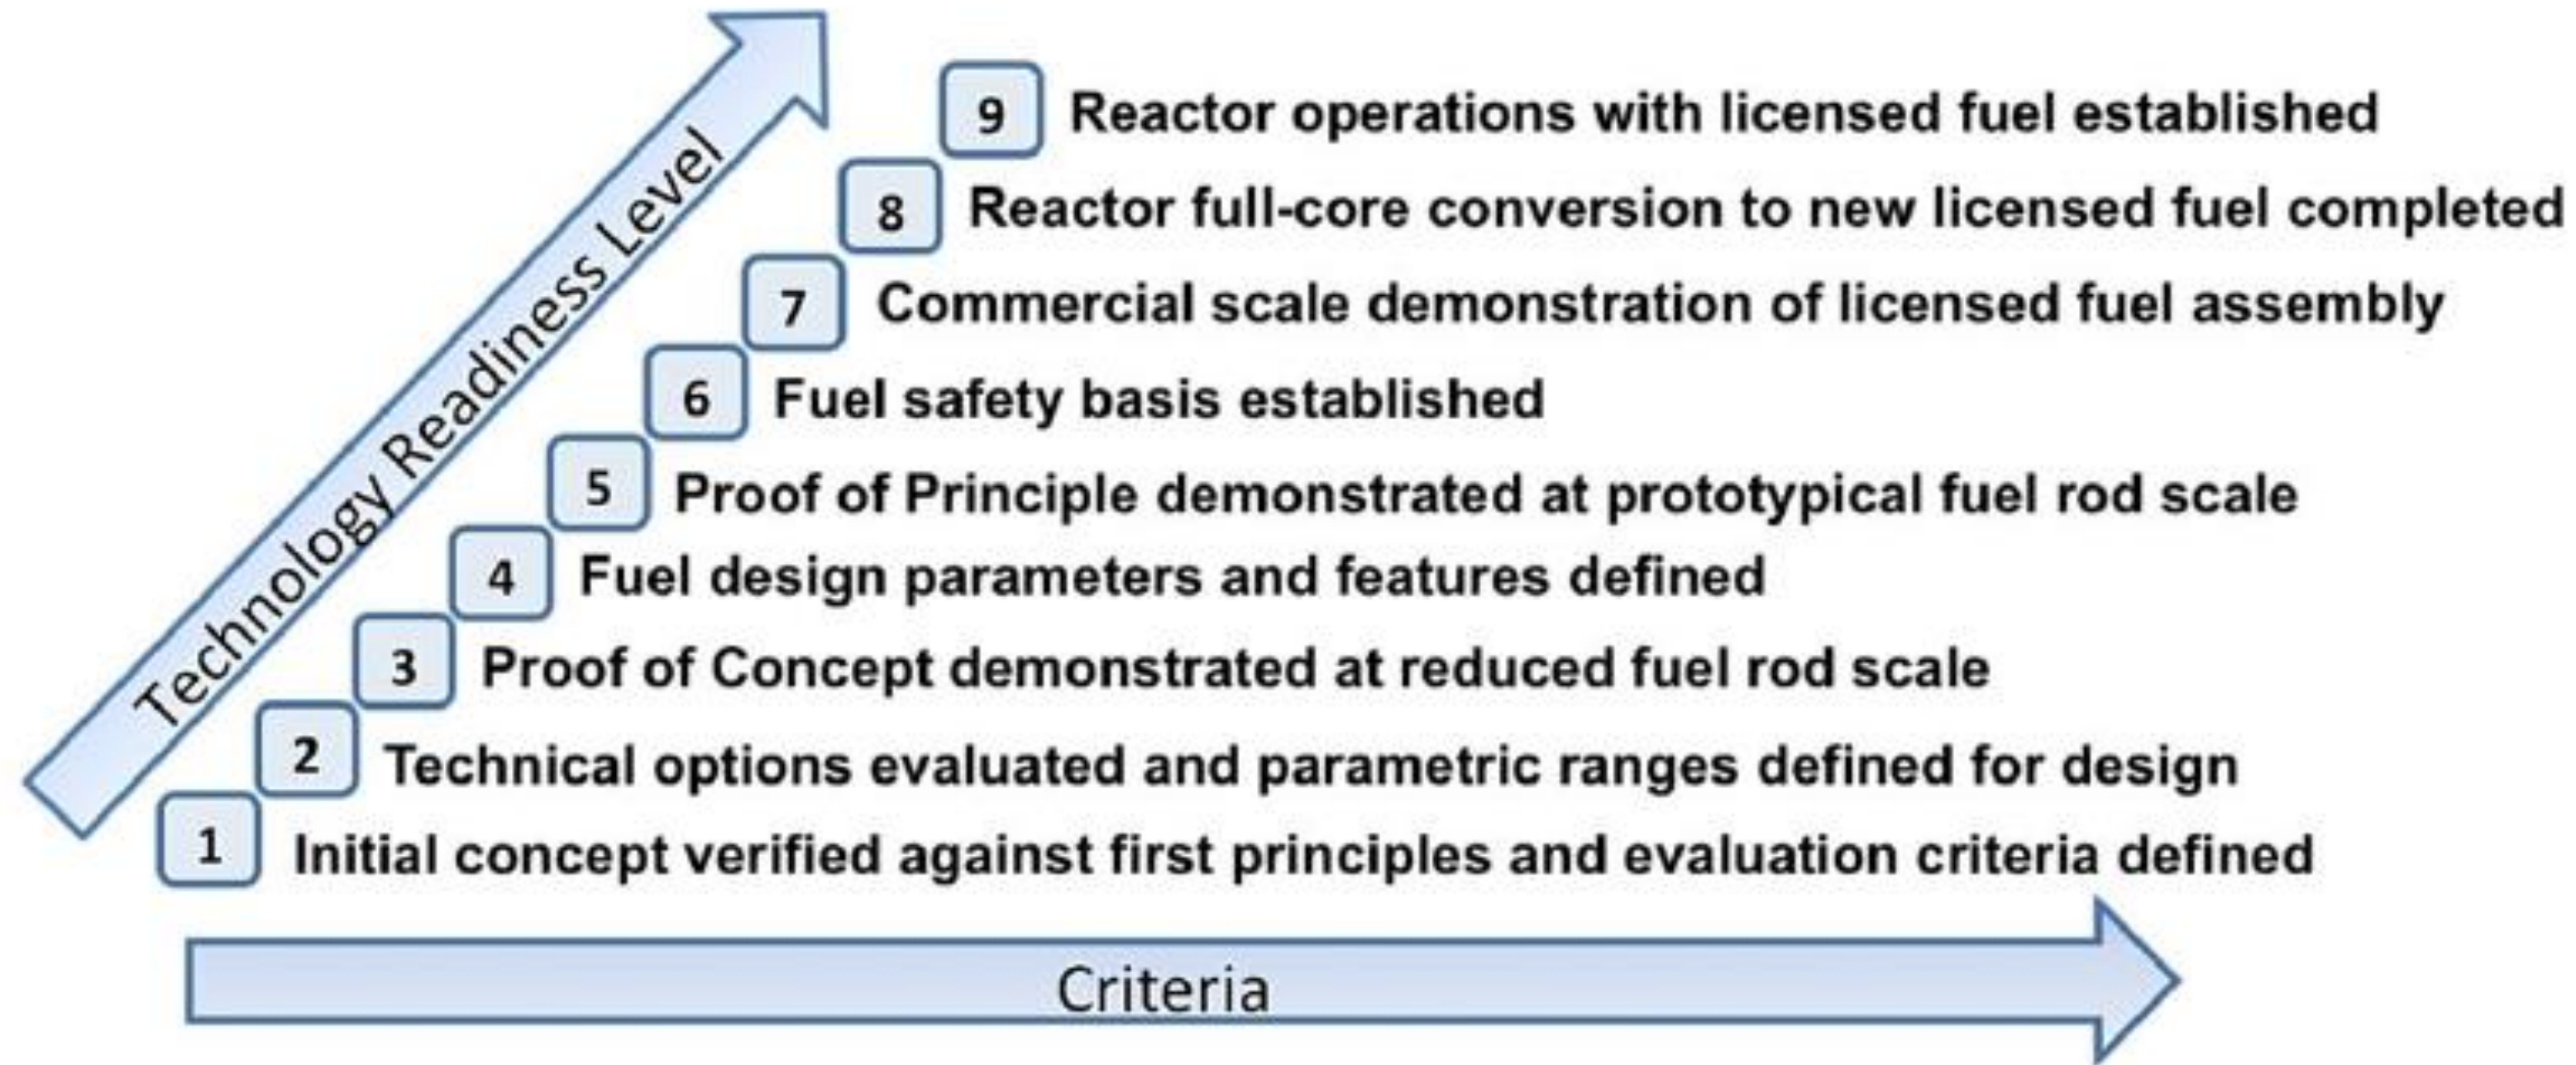 Technology Readiness Level
9 Reactor operations with licensed fuel established
8 Reactor full-core conversion to new licensed fuel completed
7 Commercial scale demonstration of licensed fuel assembly
6 Fuel safety basis established
5 Proof of Principle demonstrated at prototypical fuel rod scale
4 Fuel design parameters and features defined
3 Proof of Concept demonstrated at reduced fuel rod scale
2 Technical options evaluated and parametric ranges defined for design
1 Initial concept verified against first principles and evaluation criteria defined
Criteria